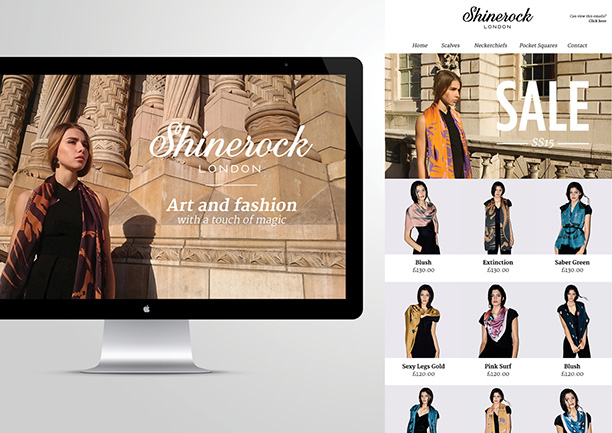 Shinerock
LONDON
Art and fashion
with a touch of magic
Shinerock
LONDON
Can view this emails?
Click here
Home Scalves Neckerchiefs Pocket Squares Contact
SALE
SS15
Blush Extinction Saber Green
£130.00 £130.00 £130.00
Sexy Legs Gold Pink Surf Blush
£120.00 £120.00 £120.00